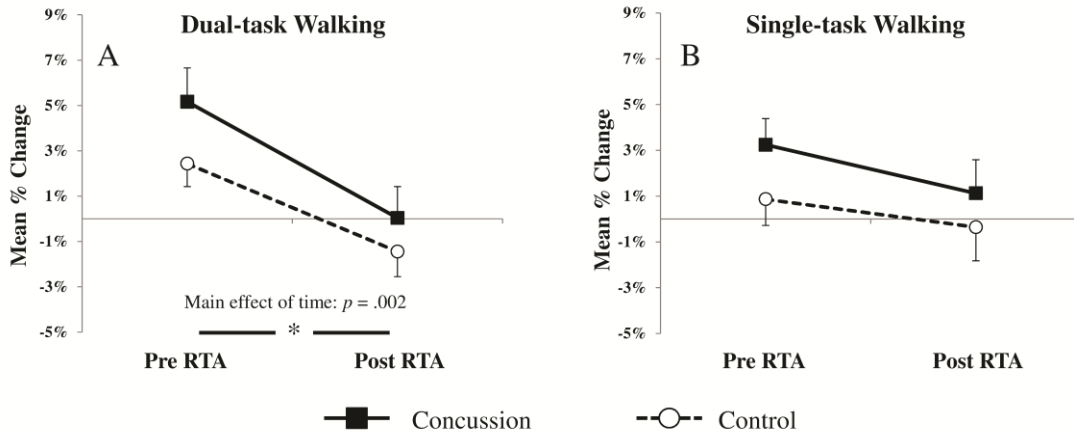 Dual-task Walking
A
Mean % Change
9%
7%
5%
3%
1%
-1%
-3%
-5%
Main effect of time: p = .002
*
Pre RTA
Post RTA
Single-task Walking
B
Mean % Change
9%
7%
5%
3%
1%
-1%
-3%
-5%
Pre RTA
Post RTA
Concussion
Control